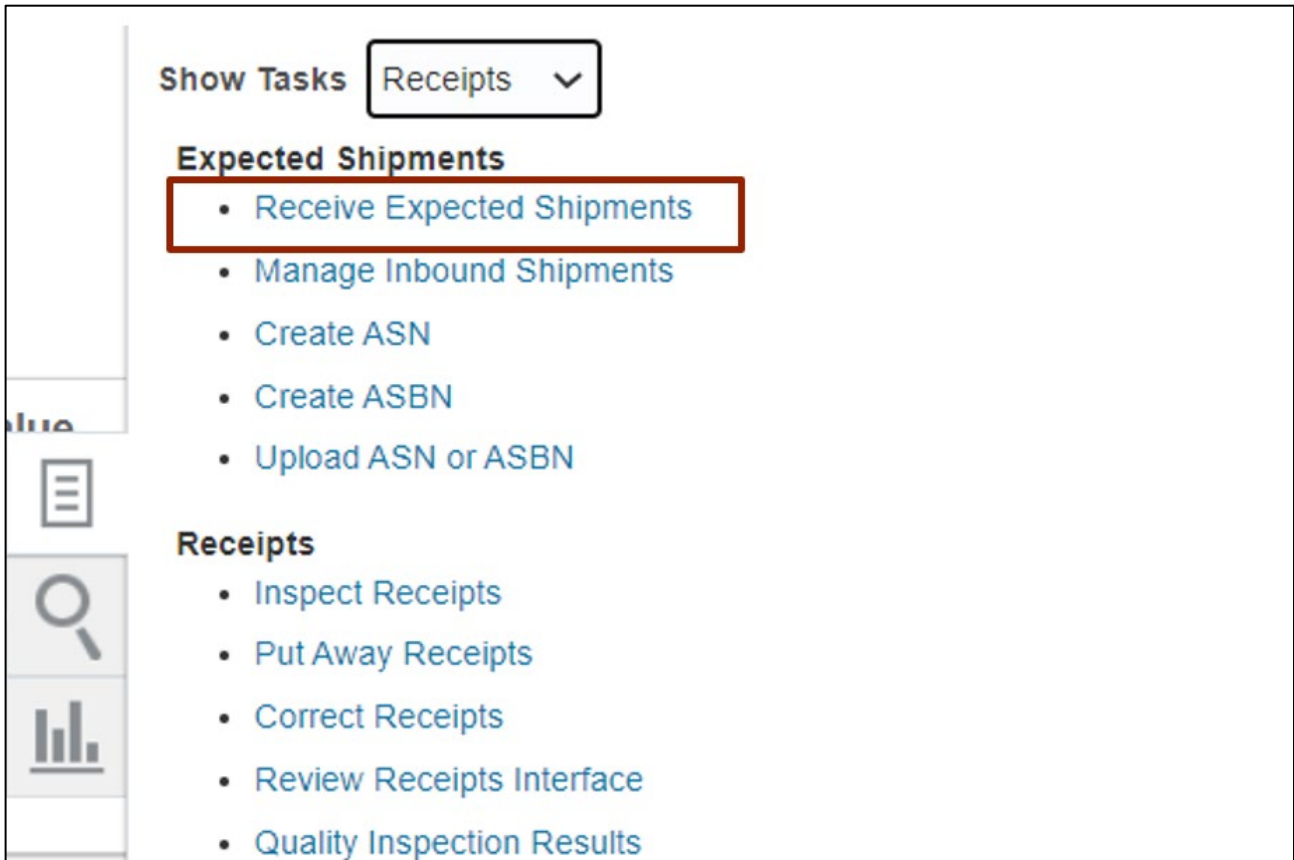 Show Tasks Receipts
Expected Shipments
• Receive Expected Shipments
• Manage Inbound Shipments
• Create ASN
• Create ASBN
• Upload ASN or ASBN
Receipts
• Inspect Receipts
• Put Away Receipts
• Correct Receipts
• Review Receipts Interface
• Quality Inspection Results